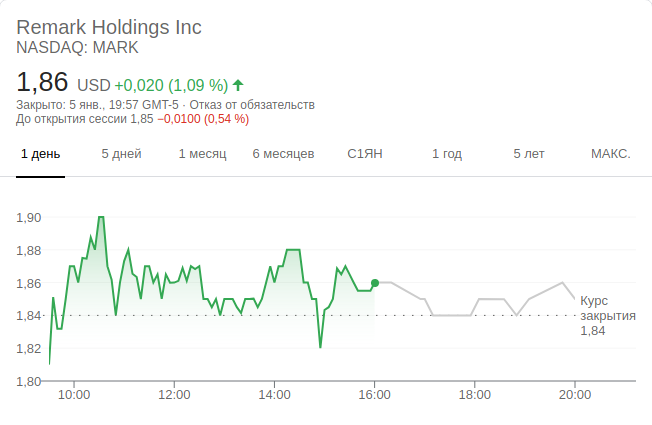 Remark Holdings Inc
NASDAQ: MARK
1,86 USD +0,020 (1,09 %)
Закрыто: 5 янв., 19:57 GMT-5 · Отказ от обязательств
До открытия сессии 1,85 −0,0100 (0,54 %)
1 день 5 дней 1 месяц 6 месяцев С1ЯН 1 год 5 лет МАКС.
1,90
1,88
1,86
1,84
1,82
1,80
Курс
закрытия
1,84
10:00 12:00 14:00 16:00 18:00 20:00